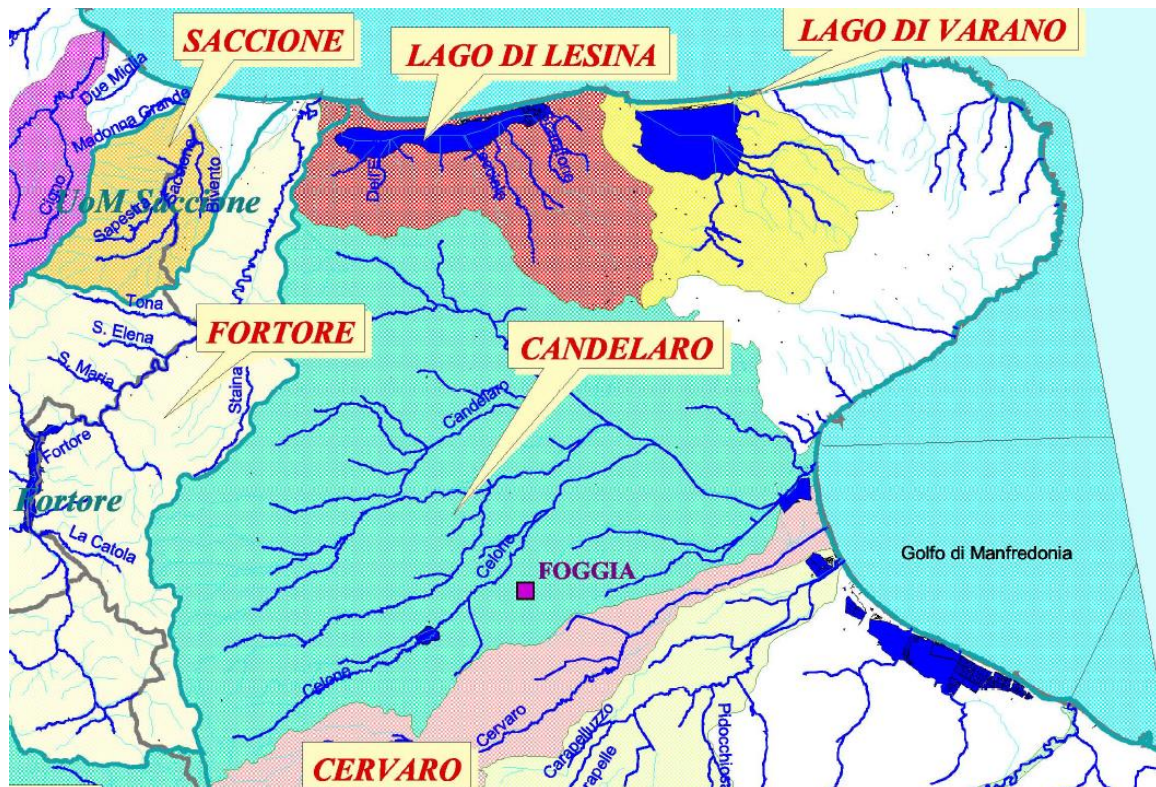 SACCIONE
LAGO DI LESINA
LAGO DI VARANO
Due Miglia
Madonna Grande
Cigno
UoM Saccione
Sapestra
Saccione
Tona
S. Elena
S. Maria
FORTORE
Staina
CANDELARO
Candelaro
Fortore
Fortore
La Catola
Celone
FOGGIA
Golfo di Manfredonia
Celone
Cervaro
Carapelluzzo
Pidocchiosa
CERVARO